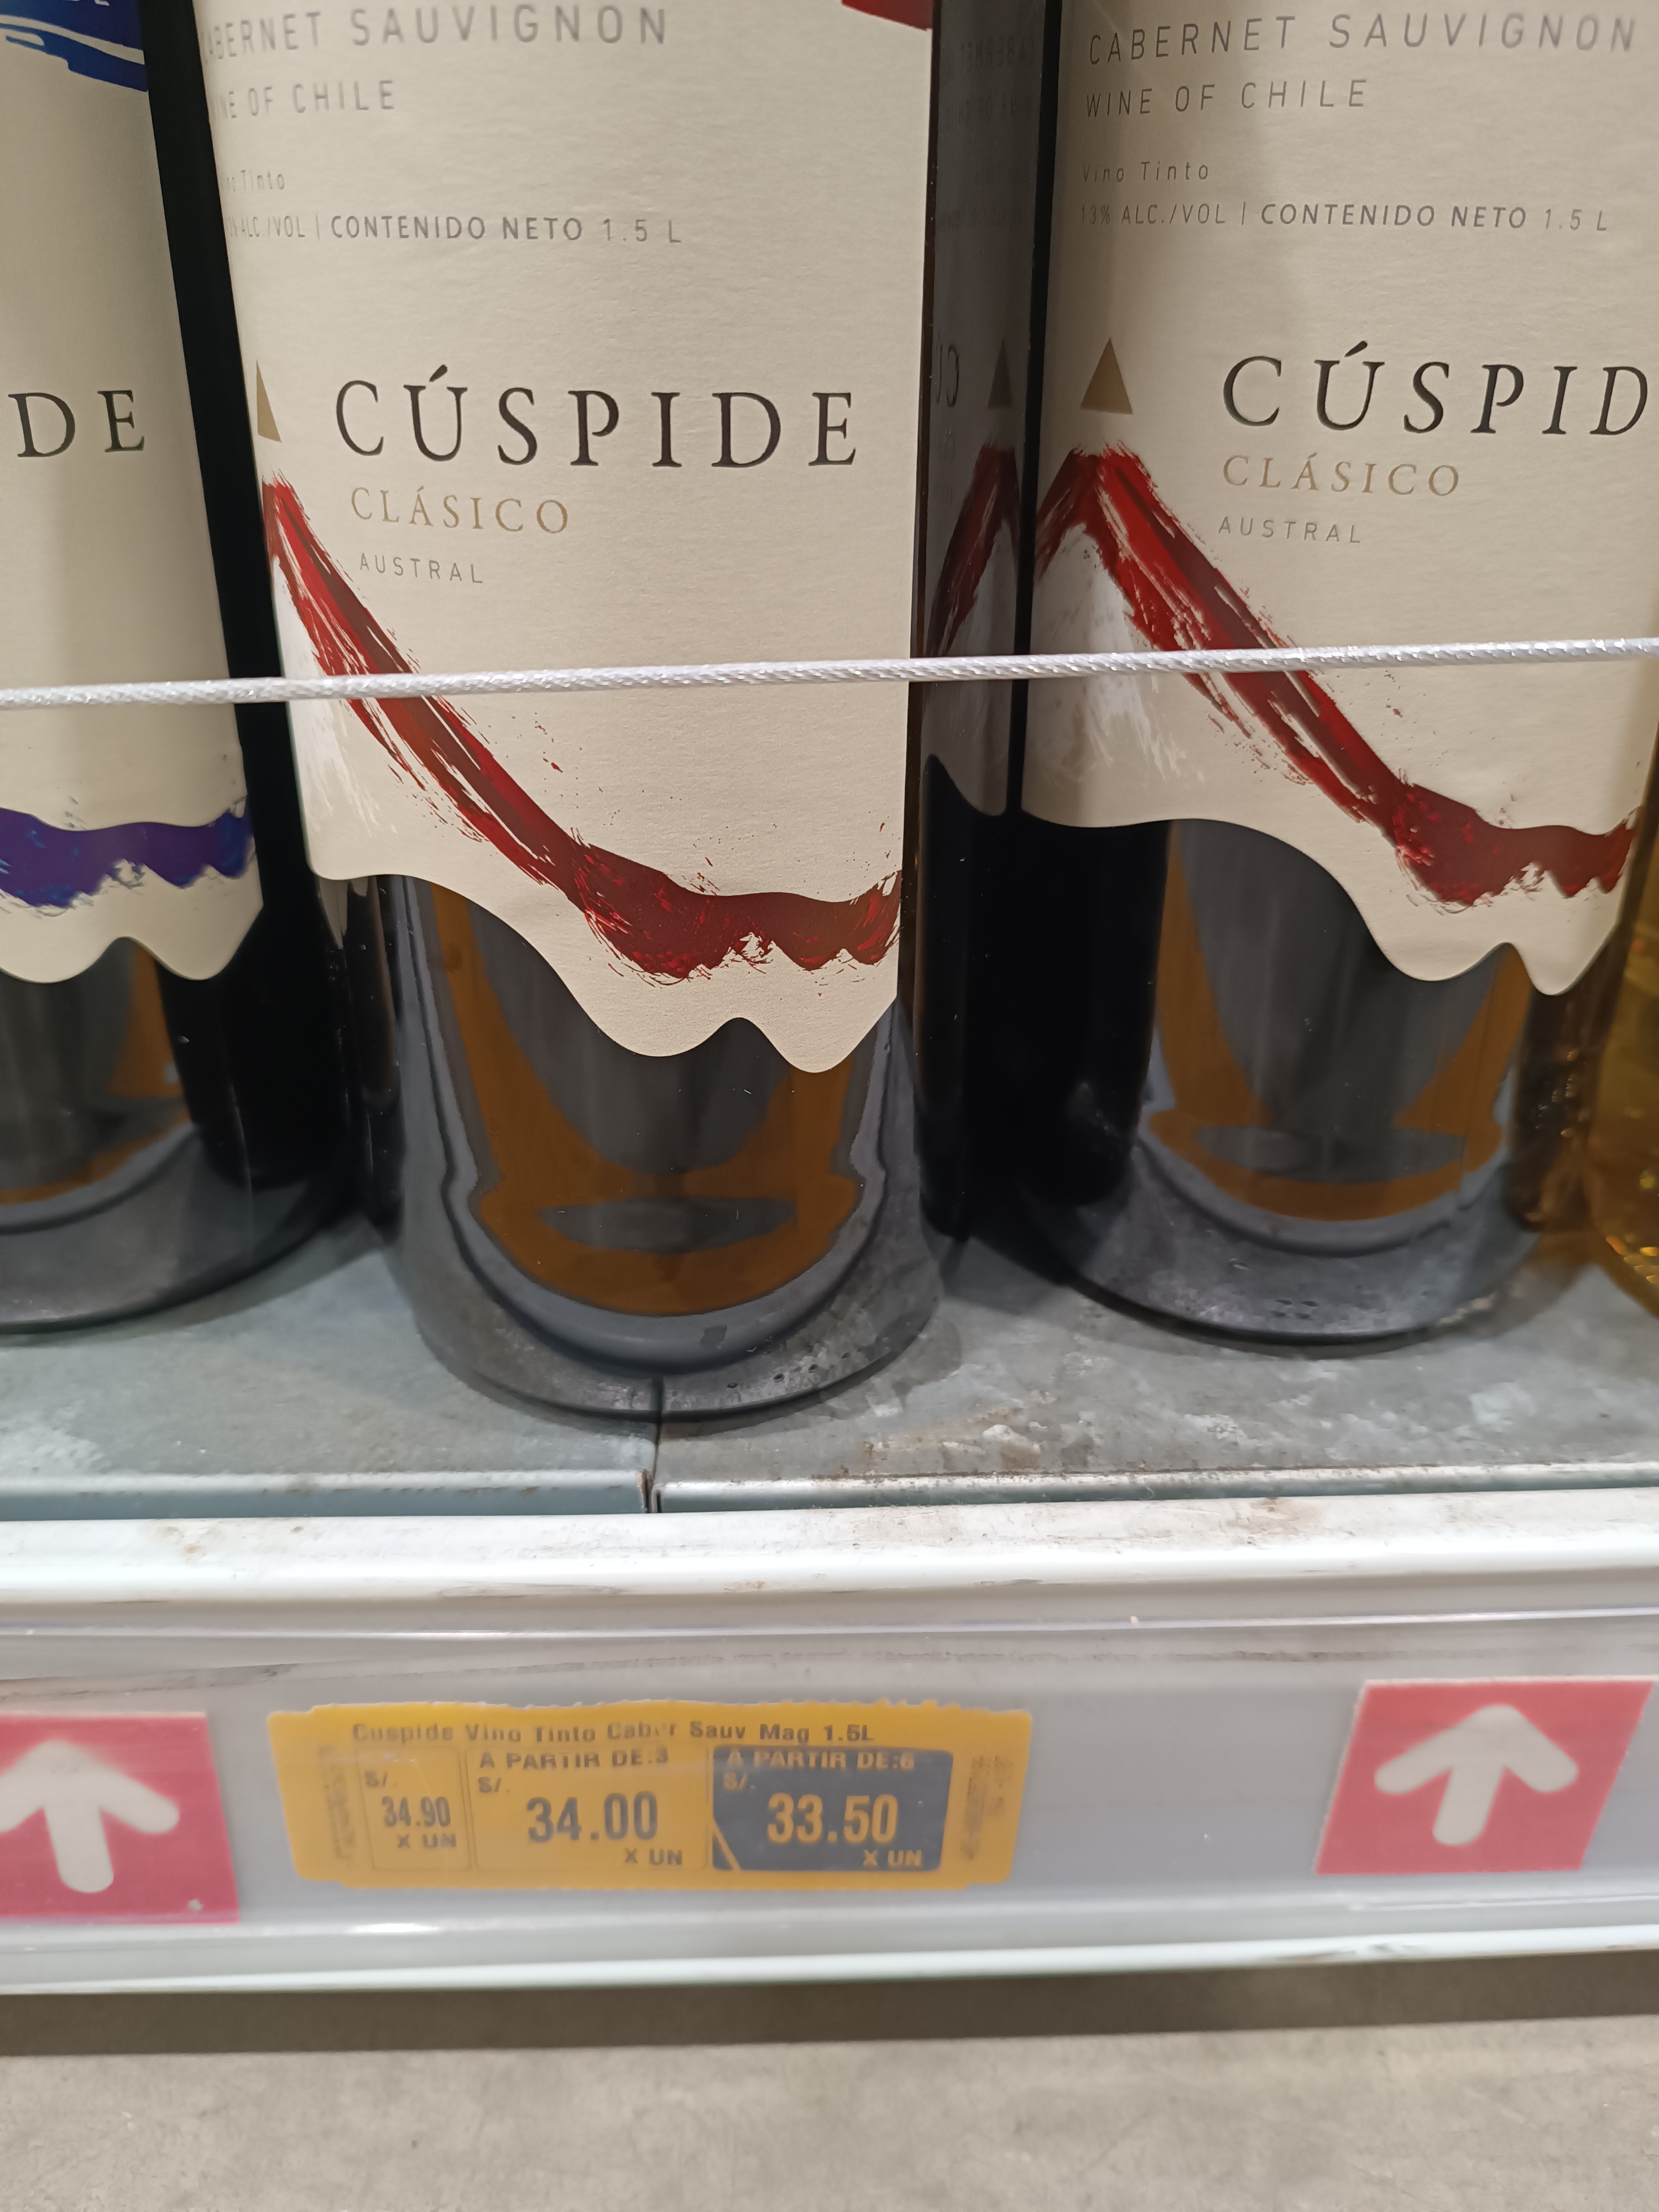 CABERNET SAUVIGNON
OF CHILE
Tinto
ALC./VOL | CONTENIDO NETO 1.5 L
CÚSPIDE
CLÁSICO
AUSTRAL
CABERNET SAUVIGNON
WINE OF CHILE
Vino Tinto
13% ALC./VOL | CONTENIDO NETO 1.5 L
CÚSPID
CLÁSICO
AUSTRAL
DE
Cuspide Vino Tinto Caber Sauv Mag 1.5L
S/.
34.90
X UN
A PARTIR DE:3
S/.
34.00
X UN
A PARTIR DE:6
S/.
33.50
X UN